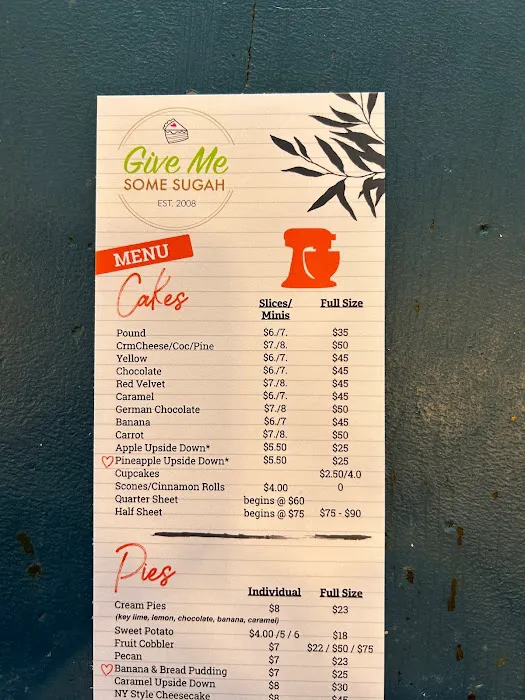 Give Me
SOME SUGAH
EST. 2008
MENU
Cakes
Slices/ Full Size
Minis
Pound $6./7. $35
CrmCheese/Coc/Pine $7./8. $50
Yellow $6./7. $45
Chocolate $6./7. $45
Red Velvet $7./8. $45
Caramel $6./7. $45
German Chocolate $7./8 $50
Banana $6./7 $45
Carrot $7./8. $50
Apple Upside Down* $5.50 $25
Pineapple Upside Down* $5.50 $25
Cupcakes $2.50/4.0
Scones/Cinnamon Rolls $4.00 0
Quarter Sheet begins @ $60
Half Sheet begins @ $75 $75 - $90
Pies
Individual Full Size
Cream Pies $8 $23
(key lime, lemon, chocolate, banana, caramel)
Sweet Potato $4.00 /5 / 6 $18
Fruit Cobbler $7 $22 / $50 / $75
Pecan $7 $23
Banana & Bread Pudding $7 $25
Caramel Upside Down $8 $30
NY Style Cheesecake $8 $45